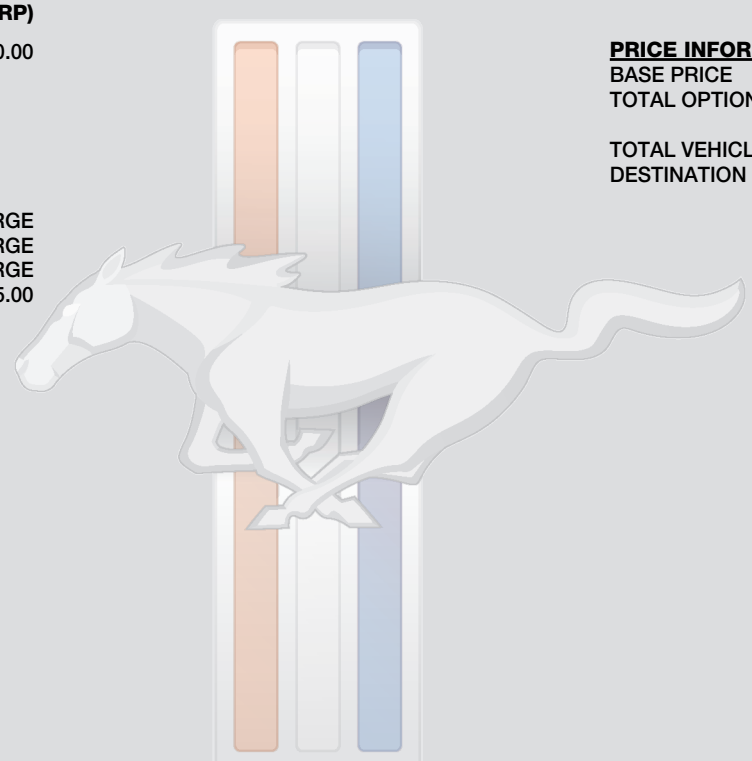 RP)
0.00
RGE
RGE
RGE
5.00
PRICE INFOR
BASE PRICE
TOTAL OPTION
TOTAL VEHICL
DESTINATION